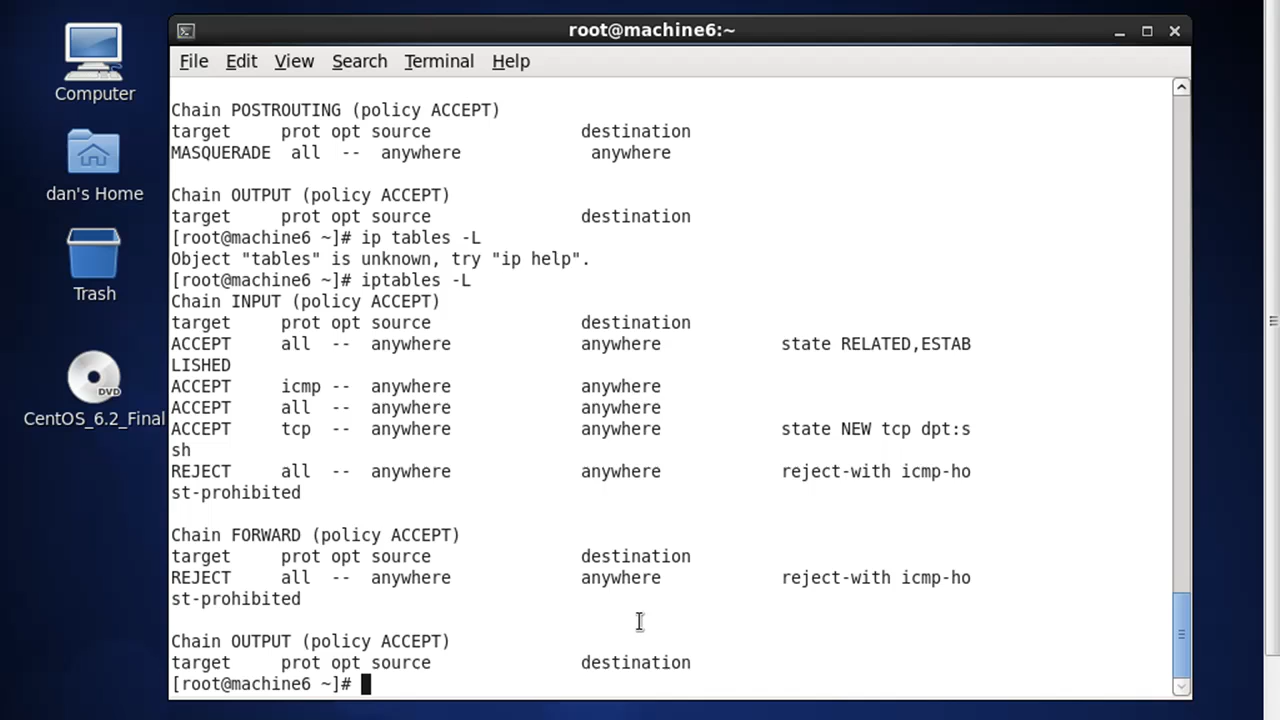 root@machine6:~
File Edit View Search Terminal Help
Computer
dan's Home
Trash
DVD
CentOS_6.2_Final
Chain POSTROUTING (policy ACCEPT)
target     prot opt source               destination
MASQUERADE  all  --  anywhere             anywhere
Chain OUTPUT (policy ACCEPT)
target     prot opt source               destination
[root@machine6 ~]# ip tables -L
Object "tables" is unknown, try "ip help".
[root@machine6 ~]# iptables -L
Chain INPUT (policy ACCEPT)
target     prot opt source               destination
ACCEPT     all  --  anywhere             anywhere            state RELATED,ESTAB
LISHED
ACCEPT     icmp --  anywhere             anywhere
ACCEPT     all  --  anywhere             anywhere
ACCEPT     tcp  --  anywhere             anywhere            state NEW tcp dpt:s
sh
REJECT     all  --  anywhere             anywhere            reject-with icmp-ho
st-prohibited
Chain FORWARD (policy ACCEPT)
target     prot opt source               destination
REJECT     all  --  anywhere             anywhere            reject-with icmp-ho
st-prohibited
Chain OUTPUT (policy ACCEPT)
target     prot opt source               destination
[root@machine6 ~]#